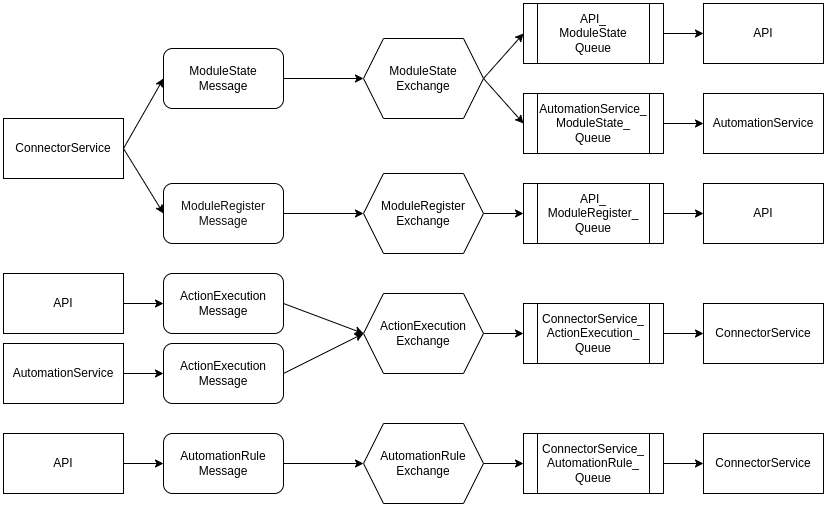 ConnectorService
ModuleState
Message
ModuleState
Exchange
API_
ModuleState
Queue
API
AutomationService_
ModuleState_
Queue
AutomationService
ModuleRegister
Message
ModuleRegister
Exchange
API_
ModuleRegister_
Queue
API
API
ActionExecution
Message
AutomationService
ActionExecution
Message
ActionExecution
Exchange
ConnectorService_
ActionExecution_
Queue
ConnectorService
API
AutomationRule
Message
AutomationRule
Exchange
ConnectorService_
AutomationRule_
Queue
ConnectorService